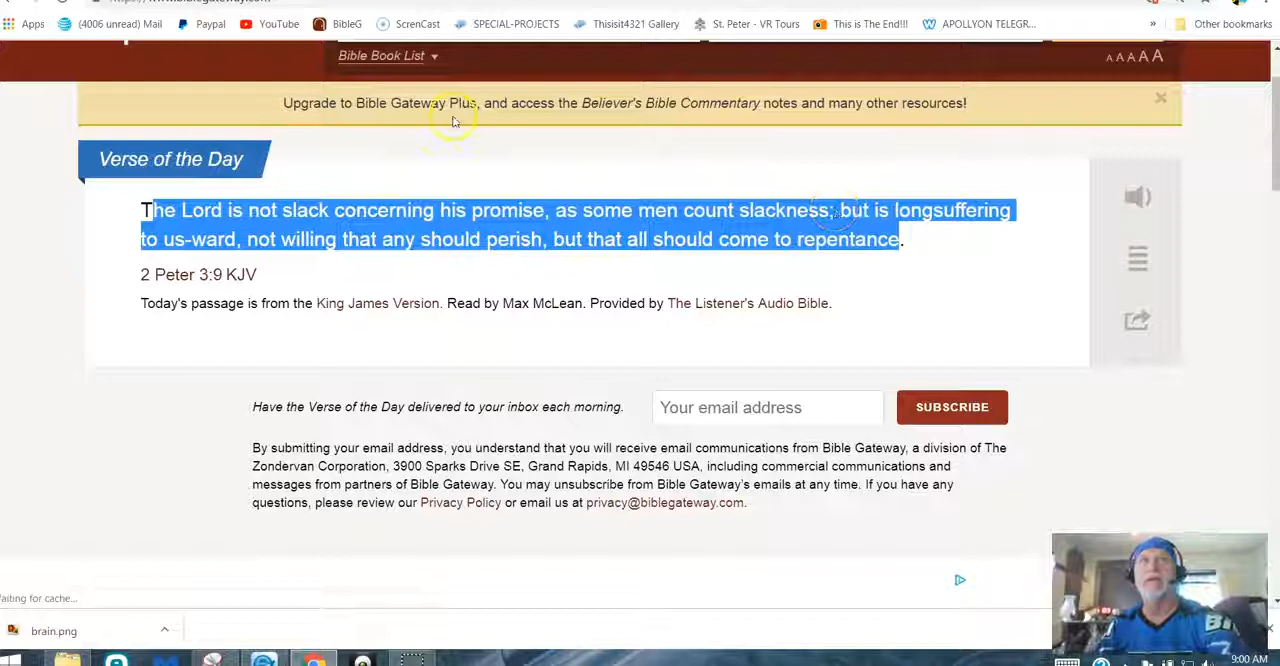 Apps (4006 unread) Mail Paypal YouTube BibleG ScrenCast SPECIAL-PROJECTS Thisisit4321 Gallery St. Peter - VR Tours This is The End!!! APOLLYON TELEGR... » Other bookmarks
Bible Book List A A A A A
Upgrade to Bible Gateway Plus, and access the Believer's Bible Commentary notes and many other resources!
Verse of the Day
The Lord is not slack concerning his promise, as some men count slackness; but is longsuffering
to us-ward, not willing that any should perish, but that all should come to repentance.
2 Peter 3:9 KJV
Today's passage is from the King James Version. Read by Max McLean. Provided by The Listener's Audio Bible.
Have the Verse of the Day delivered to your inbox each morning. Your email address SUBSCRIBE
By submitting your email address, you understand that you will receive email communications from Bible Gateway, a division of The
Zondervan Corporation, 3900 Sparks Drive SE, Grand Rapids, MI 49546 USA, including commercial communications and
messages from partners of Bible Gateway. You may unsubscribe from Bible Gateway's emails at any time. If you have any
questions, please review our Privacy Policy or email us at privacy@biblegateway.com.
aiting for cache...
brain.png
9:00 AM